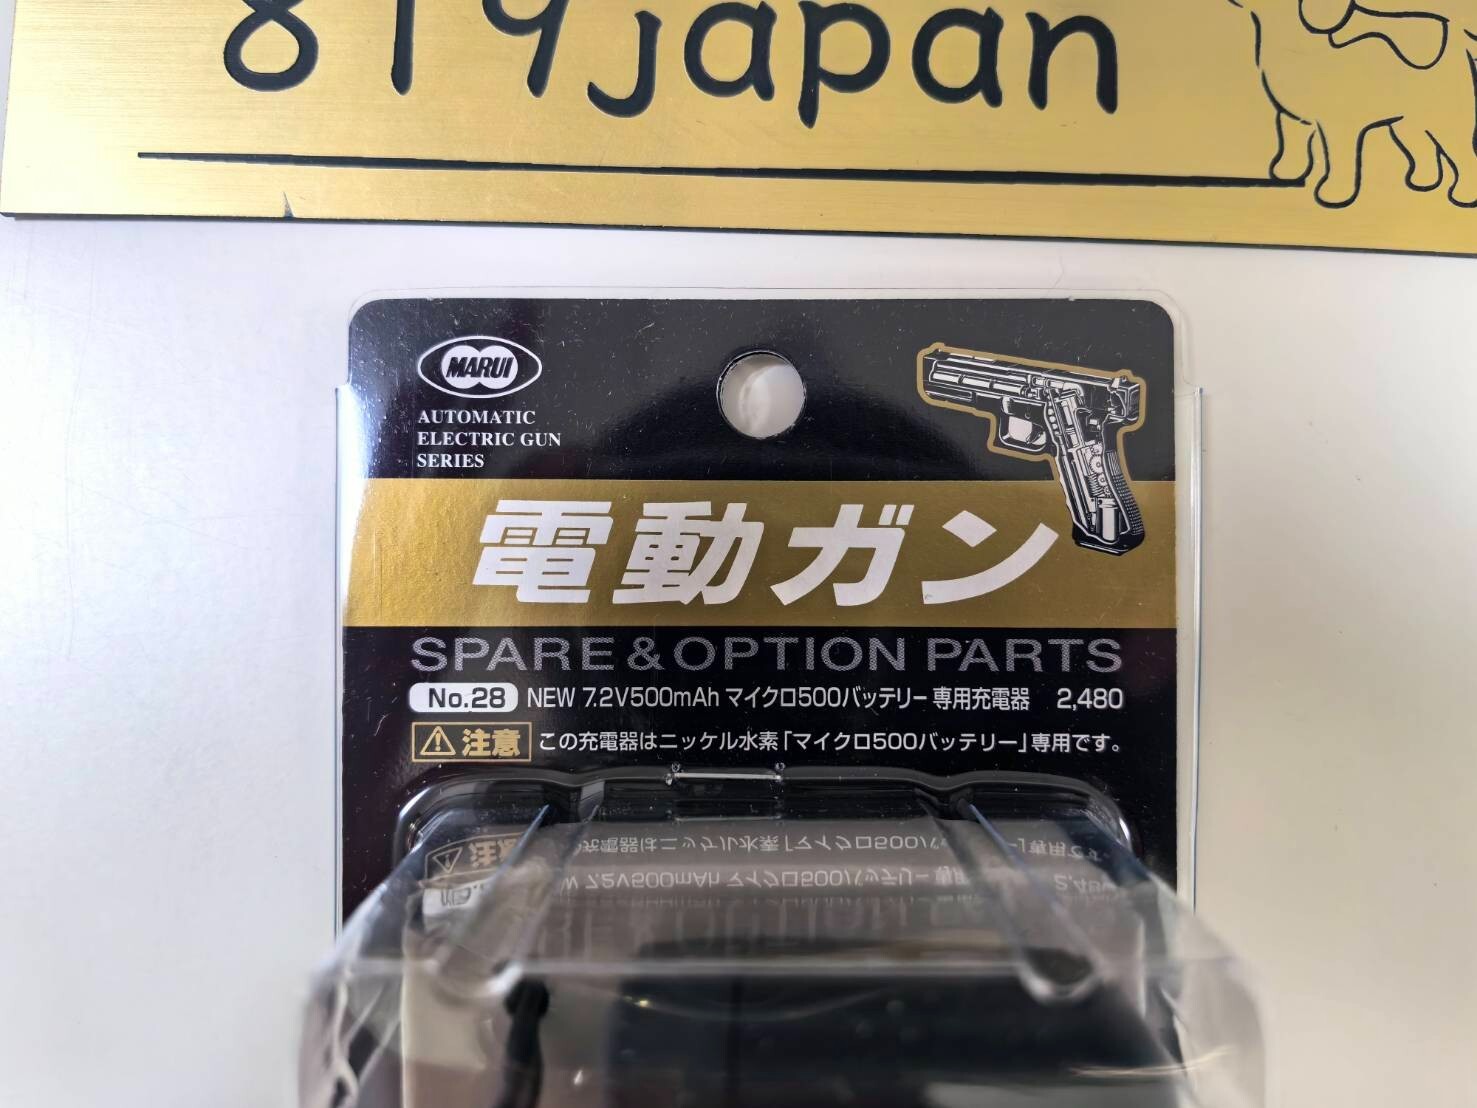 819japan
MARUI
AUTOMATIC
ELECTRIC GUN
SERIES
電動ガン
SPARE & OPTION PARTS
No.28 NEW 7.2V500mAh マイクロ500バッテリー 専用充電器 2,480
注意 この充電器はニッケル水素「マイクロ500バッテリー」専用です。